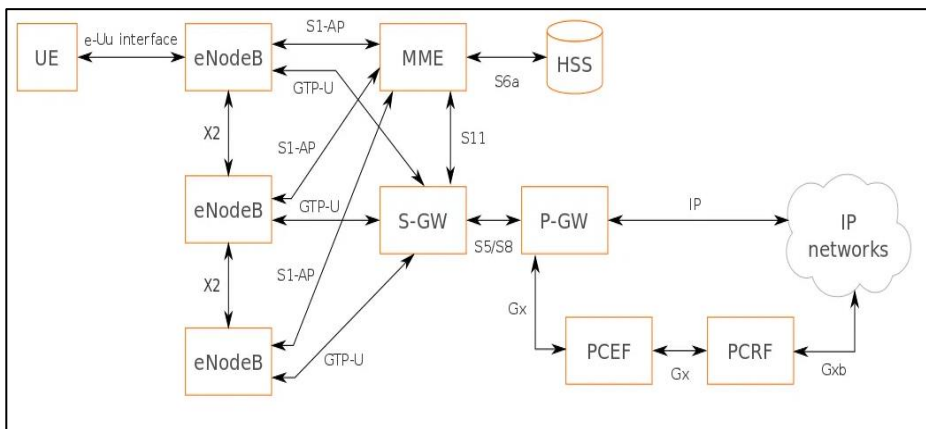 e-Uu interface
S1-AP
UE
eNodeB
MME
HSS
GTP-U
S6a
X2
S1-AP
S11
eNodeB
GTP-U
S-GW
S5/S8
P-GW
IP
IP
networks
X2
S1-AP
Gx
eNodeB
GTP-U
PCEF
Gx
PCRF
Gxb